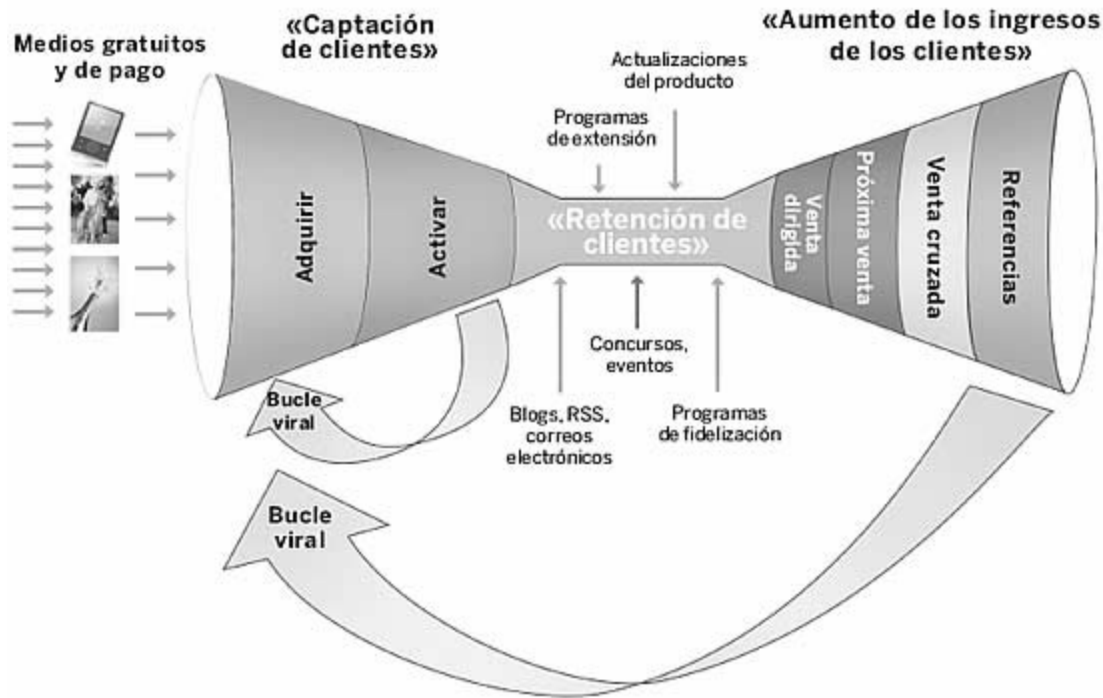 Medios gratuitos
y de pago
«Captación
de clientes»
«Aumento de los ingresos
de los clientes»
Actualizaciones
del producto
Programas
de extensión
Adquirir
Activar
«Retención de
clientes»
Venta
dirigida
Próxima venta
Venta cruzada
Referencias
Bucle
viral
Blogs, RSS,
correos
electrónicos
Concursos,
eventos
Programas
de fidelización
Bucle
viral